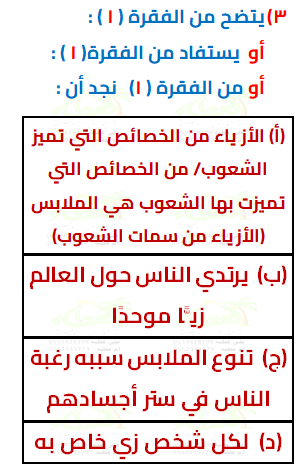 ٣) يتضح من الفقرة ( ١ ) :
أو يستفاد من الفقرة( ١ ) :
أو من الفقرة (١) نجد أن :
(أ) الأزياء من الخصائص التي تميز
الشعوب/ من الخصائص التي
تميزت بها الشعوب هي الملابس
(الأزياء من سمات الشعوب)
(ب) يرتدي الناس حول العالم
زيًّا موحدًا
(ج) تنوع الملابس سببه رغبة
الناس في ستر أجسادهم
(د) لكل شخص زي خاص به